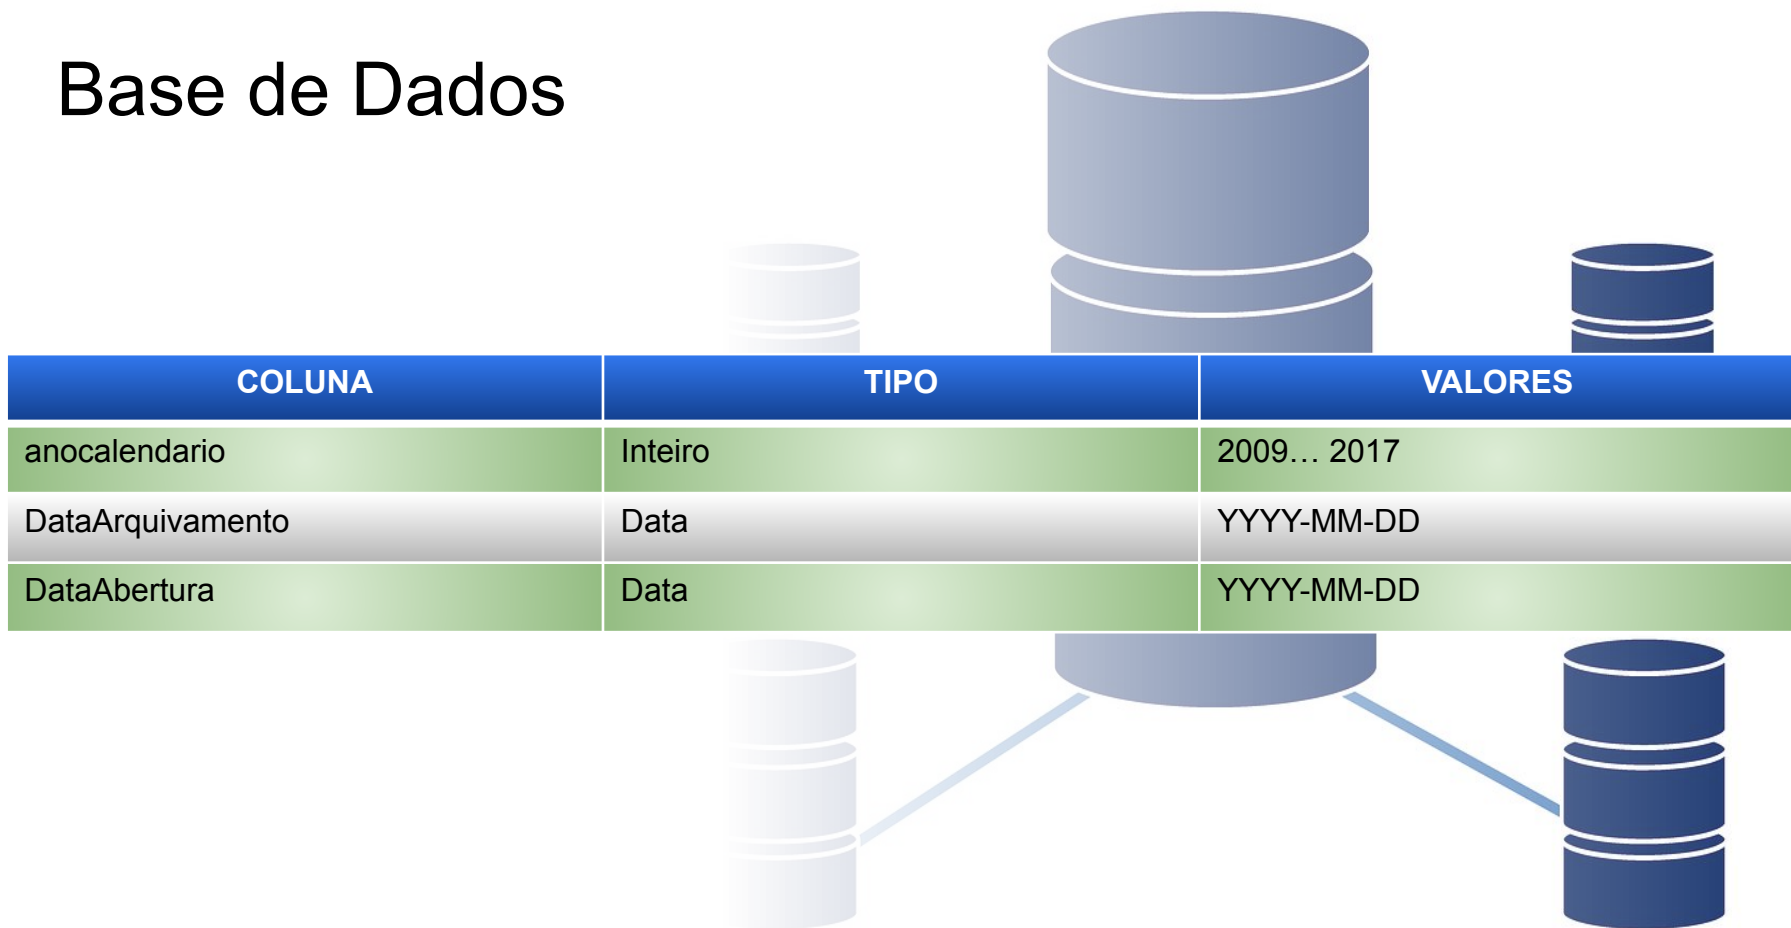 Base de Dados
COLUNA TIPO VALORES
anocalendario Inteiro 2009… 2017
DataArquivamento Data YYYY-MM-DD
DataAbertura Data YYYY-MM-DD